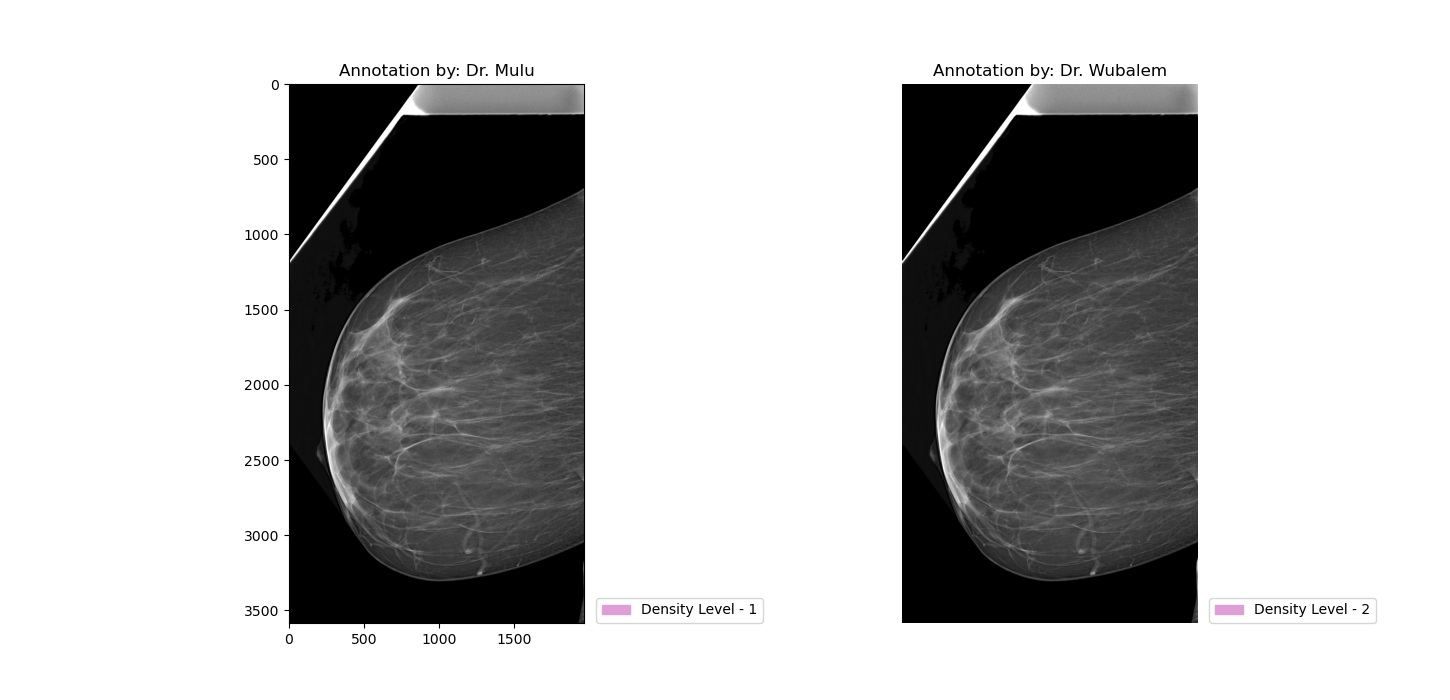 Annotation by: Dr. Mulu
Annotation by: Dr. Wubalem
0
500
1000
1500
2000
2500
3000
3500
0 500 1000 1500
Density Level - 1
Density Level - 2